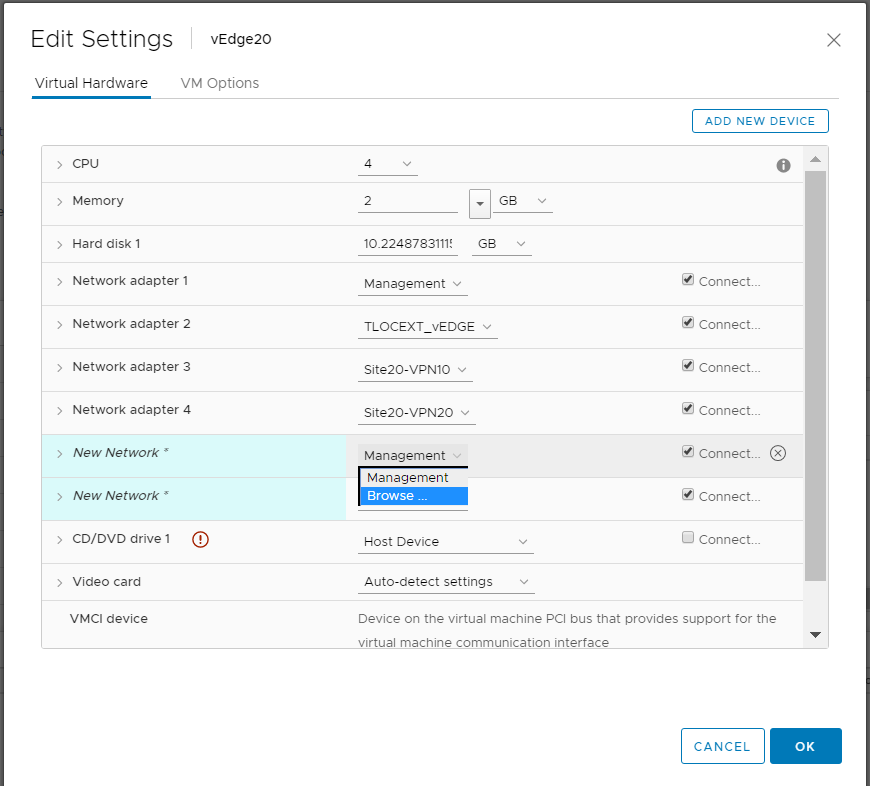 Edit Settings vEdge20
Virtual Hardware VM Options
ADD NEW DEVICE
CPU 4
Memory 2 GB
Hard disk 1 10.2248783111 GB
Network adapter 1 Management Connect...
Network adapter 2 TLOCEXT_vEDGE Connect...
Network adapter 3 Site20-VPN10 Connect...
Network adapter 4 Site20-VPN20 Connect...
New Network * Management Connect...
Management
Browse ...
New Network * Connect...
CD/DVD drive 1 Host Device Connect...
Video card Auto-detect settings
VMCI device Device on the virtual machine PCI bus that provides support for the
virtual machine communication interface
CANCEL OK